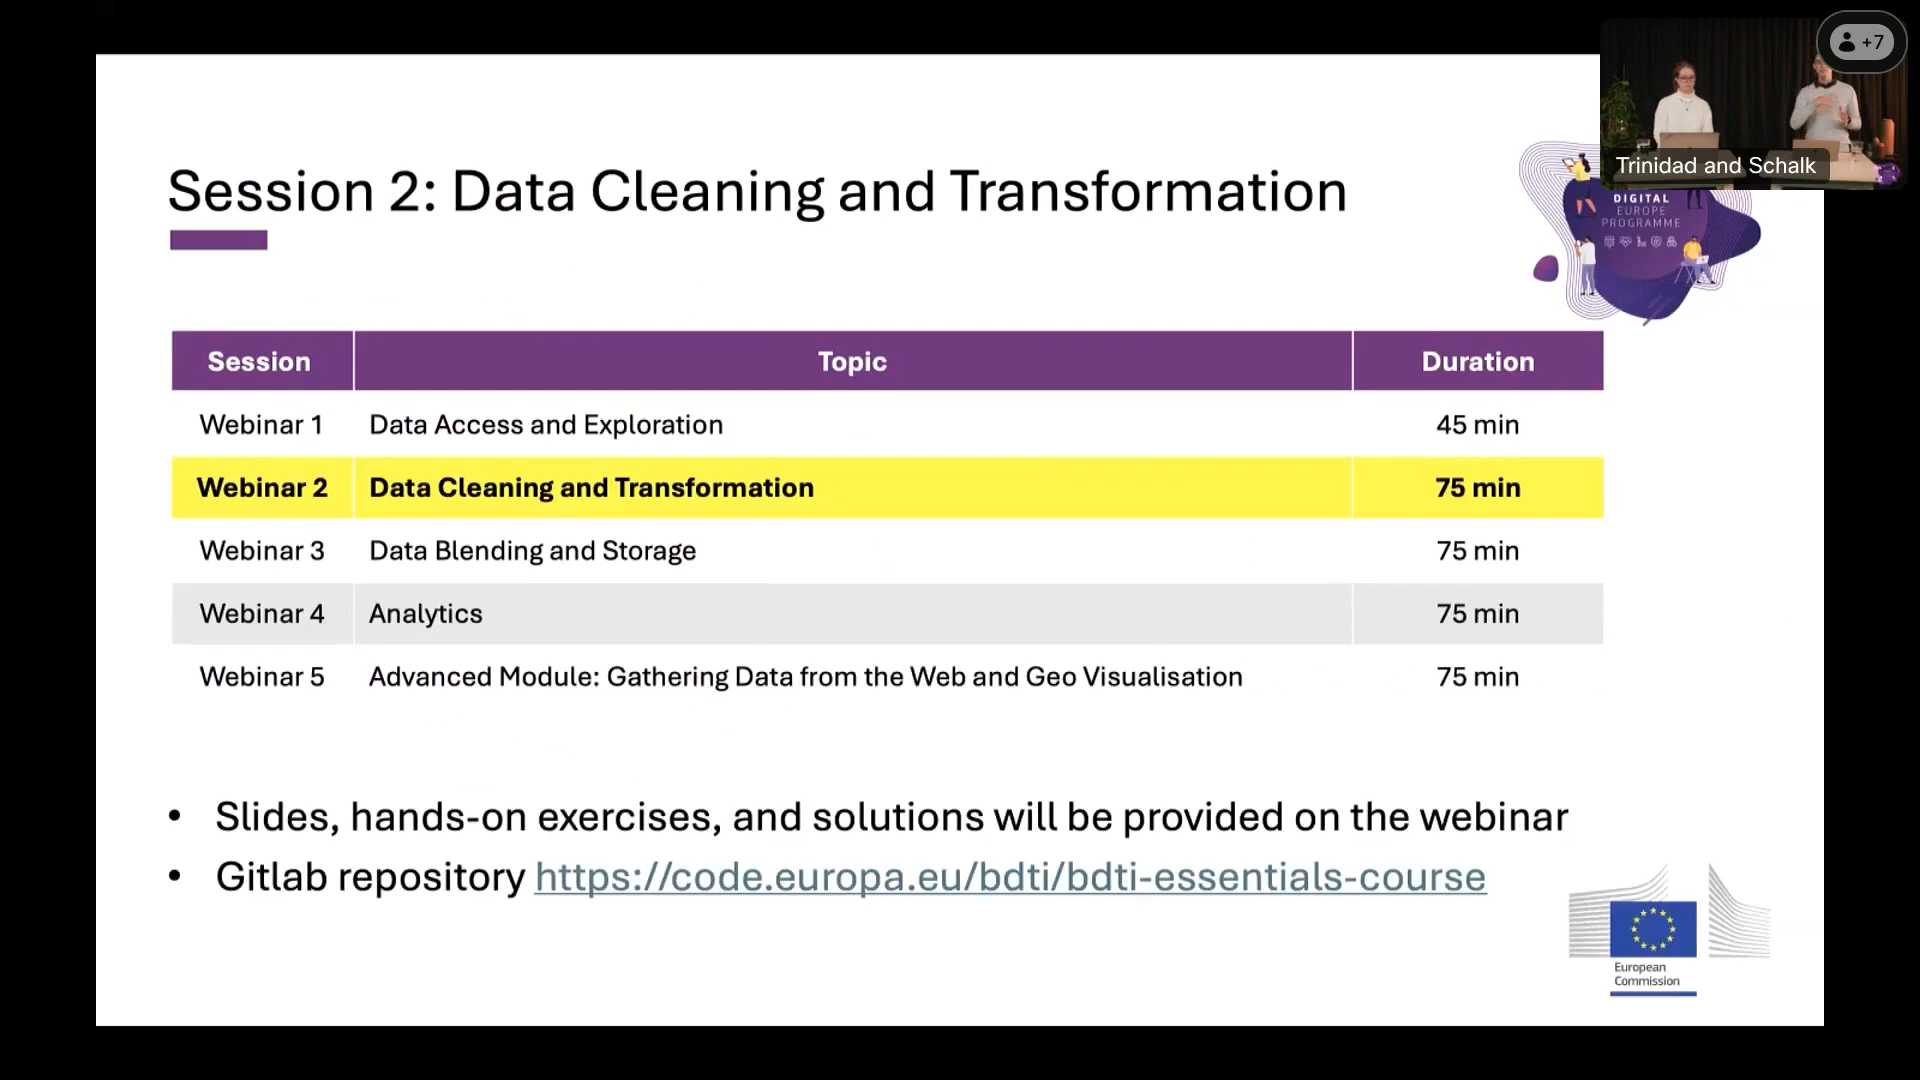 +7
Trinidad and Schalk
Session 2: Data Cleaning and Transformation
DIGITAL
EUROPE
PROGRAMME
Session Topic Duration
Webinar 1 Data Access and Exploration 45 min
Webinar 2 Data Cleaning and Transformation 75 min
Webinar 3 Data Blending and Storage 75 min
Webinar 4 Analytics 75 min
Webinar 5 Advanced Module: Gathering Data from the Web and Geo Visualisation 75 min
• Slides, hands-on exercises, and solutions will be provided on the webinar
• Gitlab repository https://code.europa.eu/bdti/bdti-essentials-course
European
Commission